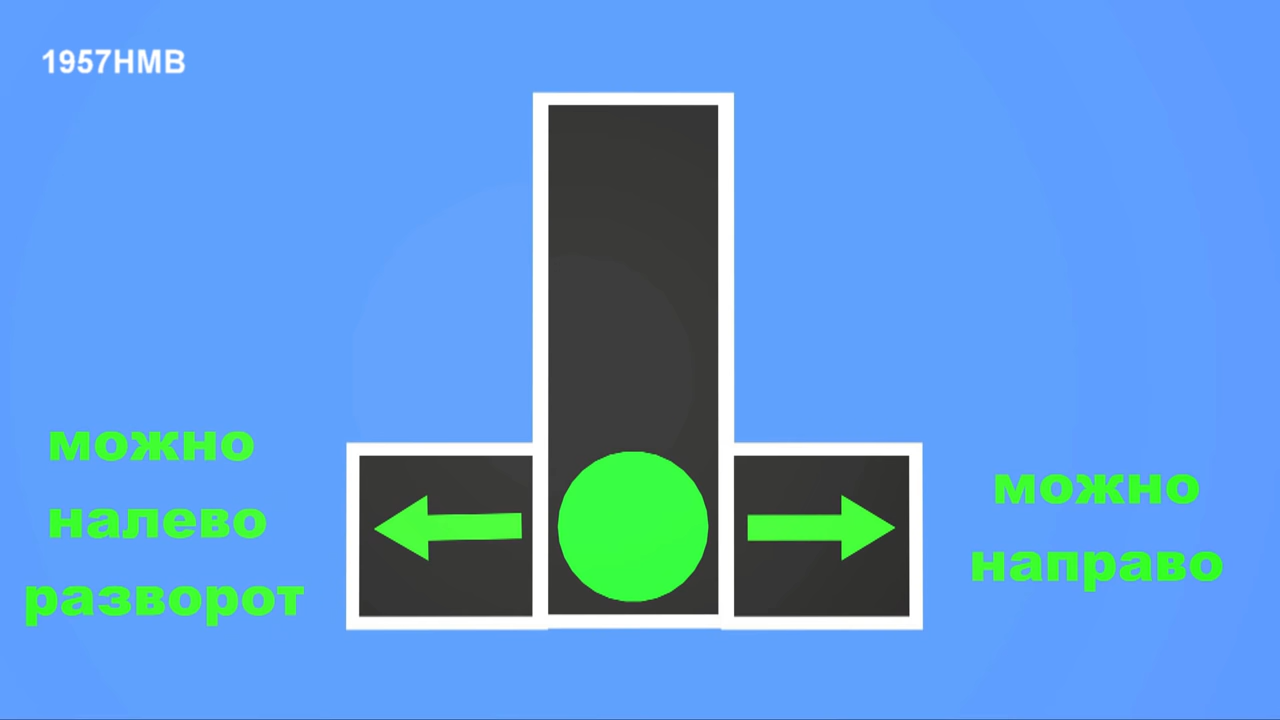 1957НМВ
можно
налево
разворот
можно
направо